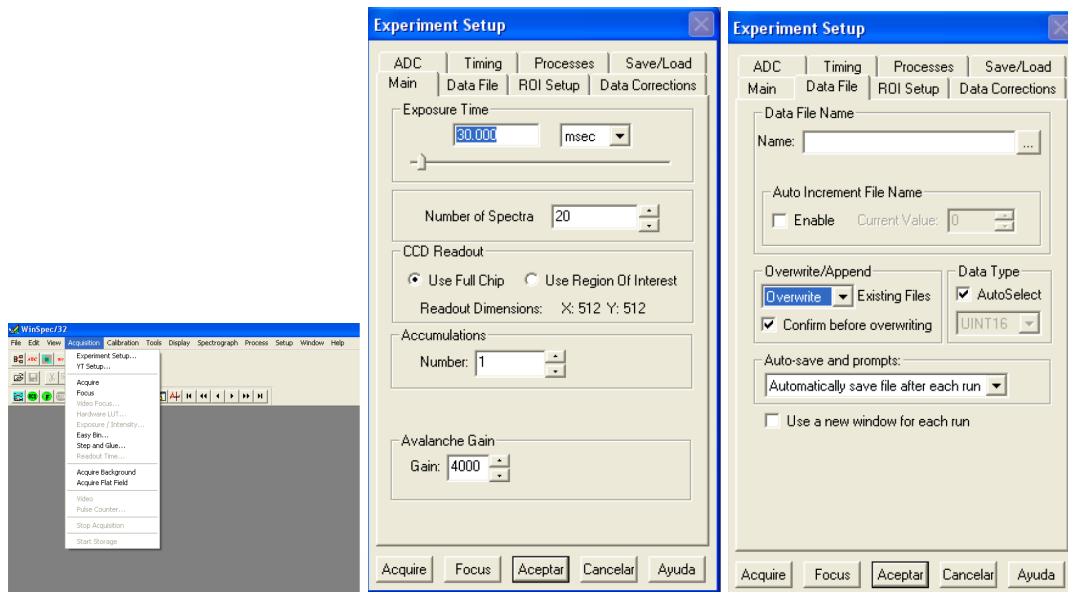 WinSpec/32
File Edit View Acquisition Calibration Tools Display Spectrograph Process Setup Window Help
Experiment Setup...
YT Setup...
Acquire
Focus
Video Focus...
Hardware LUT...
Exposure / Intensity...
Easy Bin...
Step and Glue...
Readout Time...
Acquire Background
Acquire Flat Field
Video
Pulse Counter...
Stop Acquisition
Start Storage
Experiment Setup
ADC Timing Processes Save/Load
Main Data File ROI Setup Data Corrections
Exposure Time
30.000 msec
Number of Spectra 20
CCD Readout
Use Full Chip Use Region Of Interest
Readout Dimensions: X: 512 Y: 512
Accumulations
Number: 1
Avalanche Gain
Gain: 4000
Acquire Focus Aceptar Cancelar Ayuda
Experiment Setup
ADC Timing Processes Save/Load
Main Data File ROI Setup Data Corrections
Data File Name
Name: ...
Auto Increment File Name
Enable Current Value: 0
Overwrite/Append Data Type
Overwrite Existing Files AutoSelect
Confirm before overwriting UINT16
Auto-save and prompts:
Automatically save file after each run
Use a new window for each run
Acquire Focus Aceptar Cancelar Ayuda